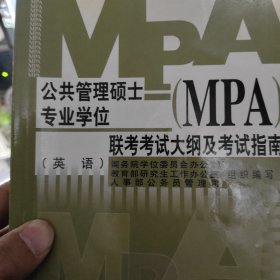 MPA
公共管理硕士
专业学位
(MPA)
联考考试大纲及考试指南
(英语)
国务院学位委员会办公室
教育部研究生工作办公室 组织编写
人事部公务员管理司
MPA